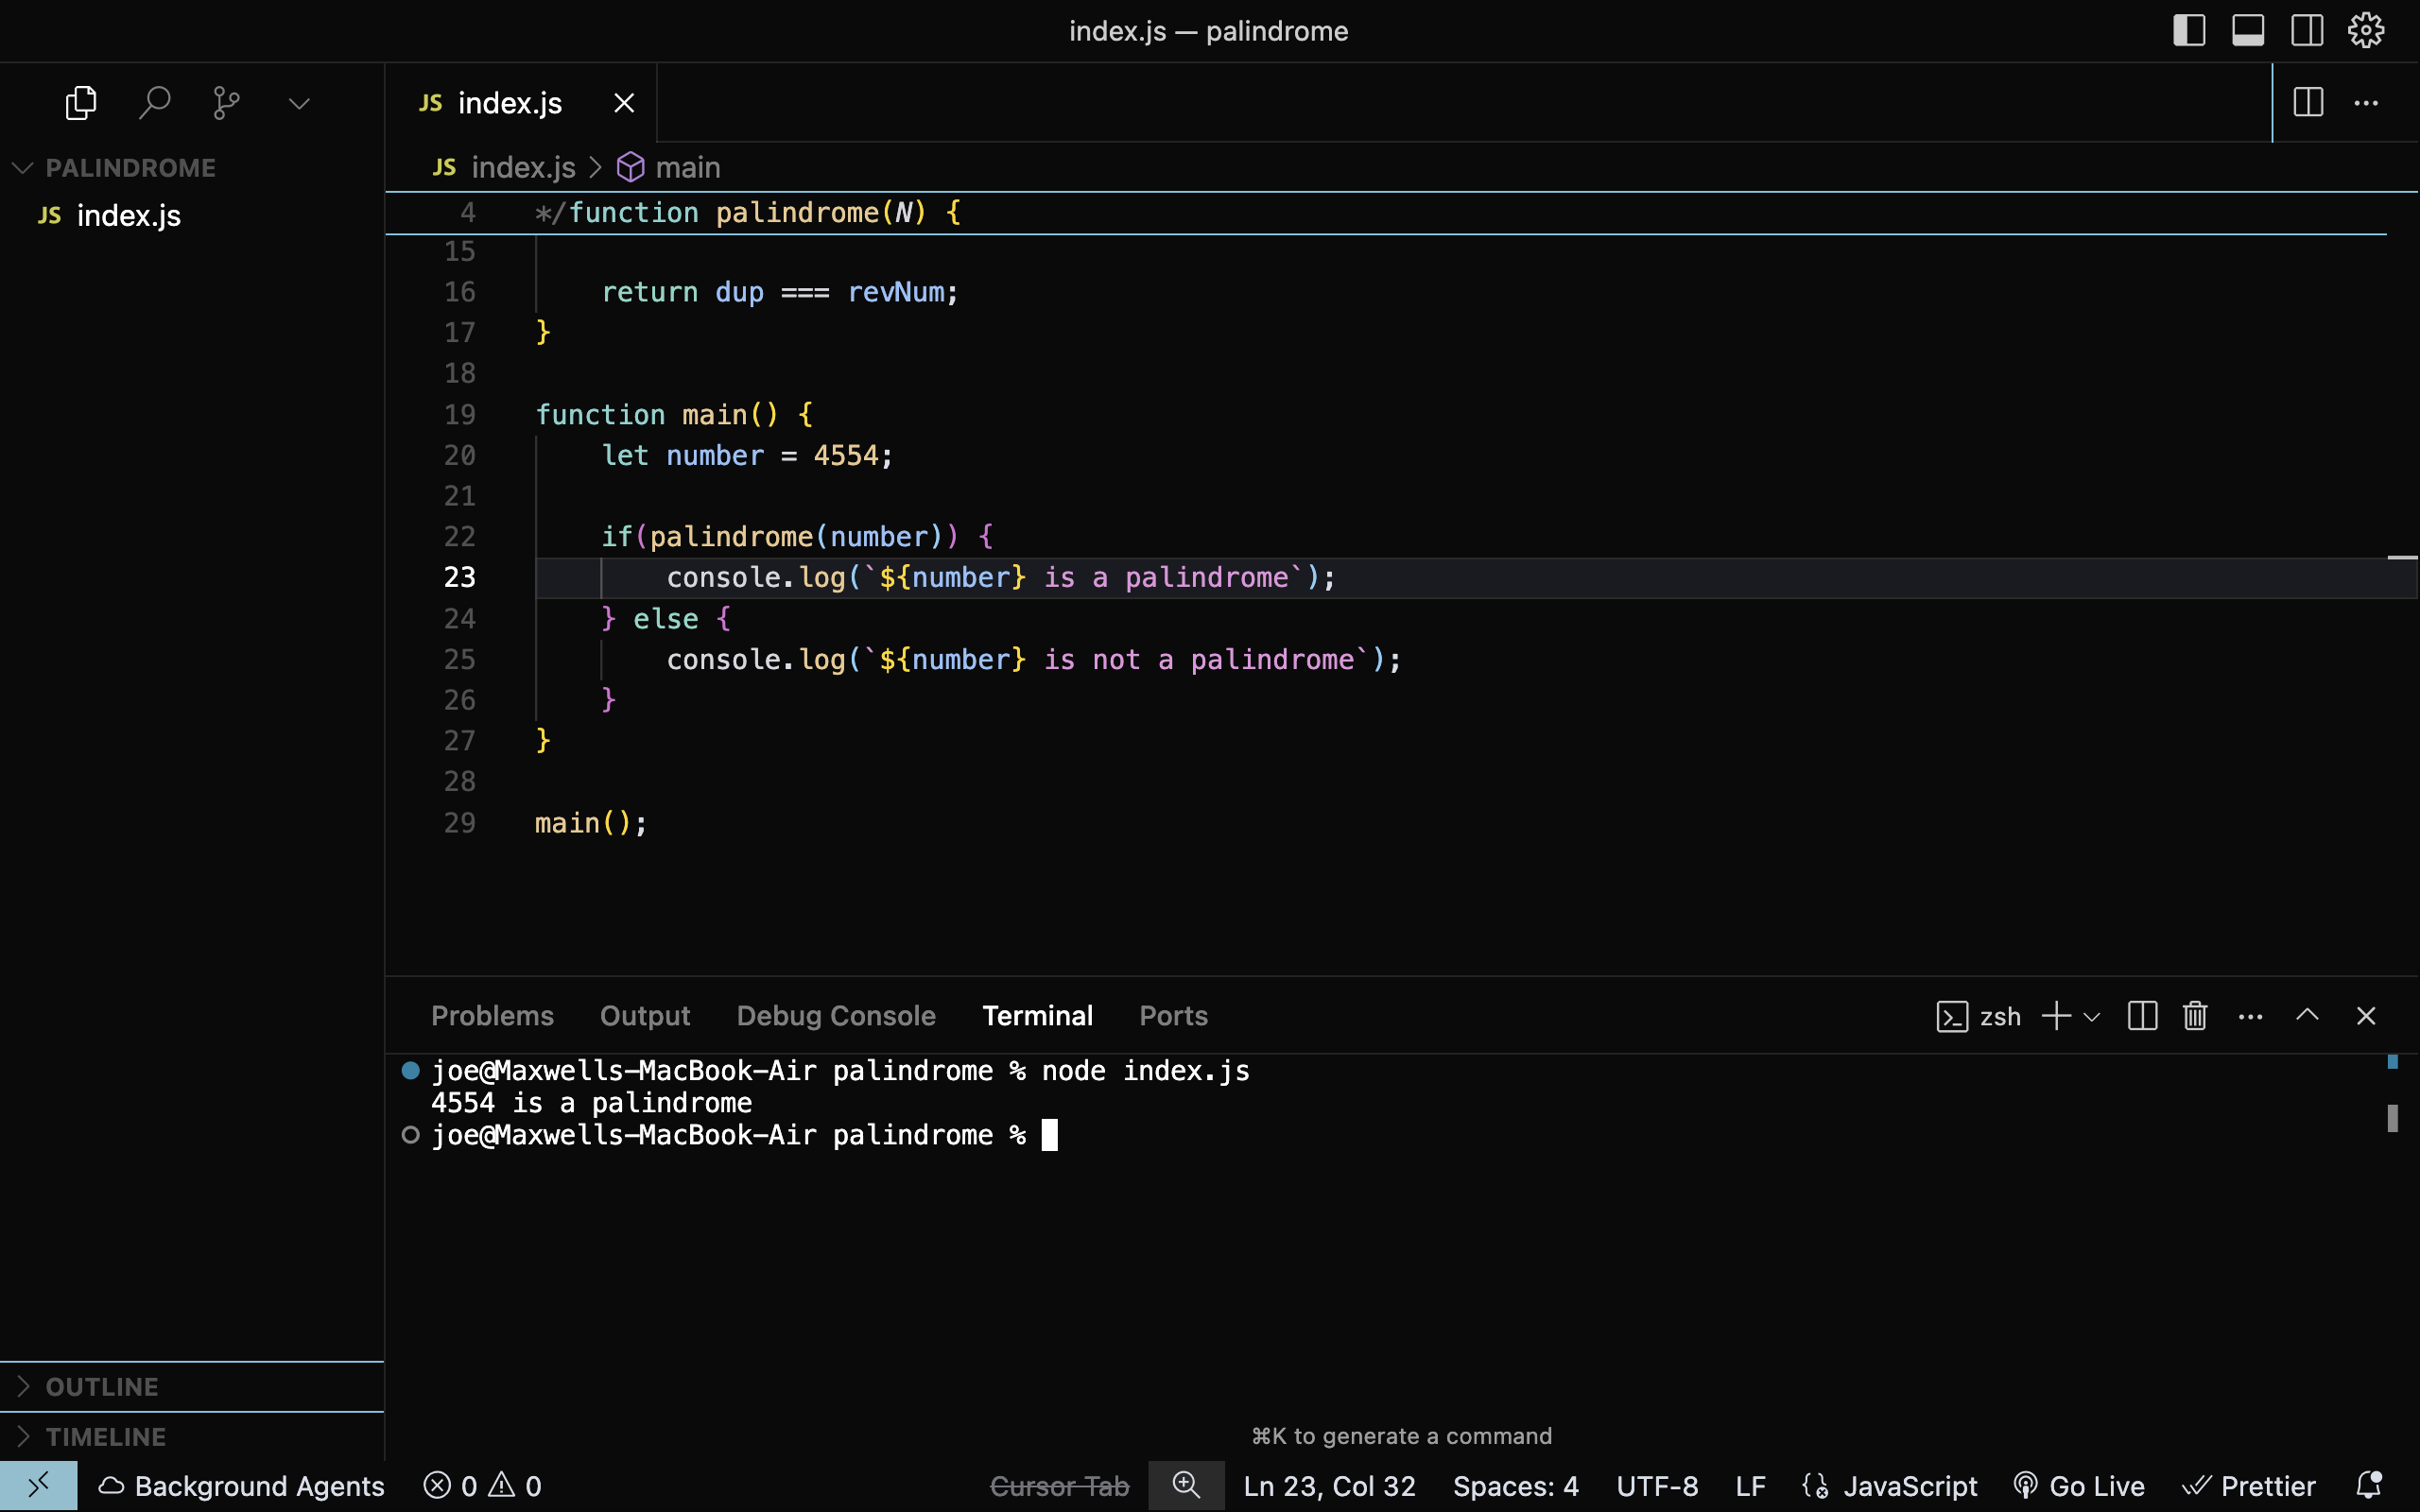 index.js — palindrome
JS index.js
PALINDROME
JS index.js
JS index.js > main
4 */function palindrome(N) {
15
16 return dup === revNum;
17 }
18
19 function main() {
20 let number = 4554;
21
22 if(palindrome(number)) {
23 console.log(`${number} is a palindrome`);
24 } else {
25 console.log(`${number} is not a palindrome`);
26 }
27 }
28
29 main();
Problems Output Debug Console Terminal Ports zsh
joe@Maxwells-MacBook-Air palindrome % node index.js
4554 is a palindrome
joe@Maxwells-MacBook-Air palindrome %
OUTLINE
TIMELINE
⌘K to generate a command
Background Agents 0 0 Cursor Tab Ln 23, Col 32 Spaces: 4 UTF-8 LF JavaScript Go Live Prettier